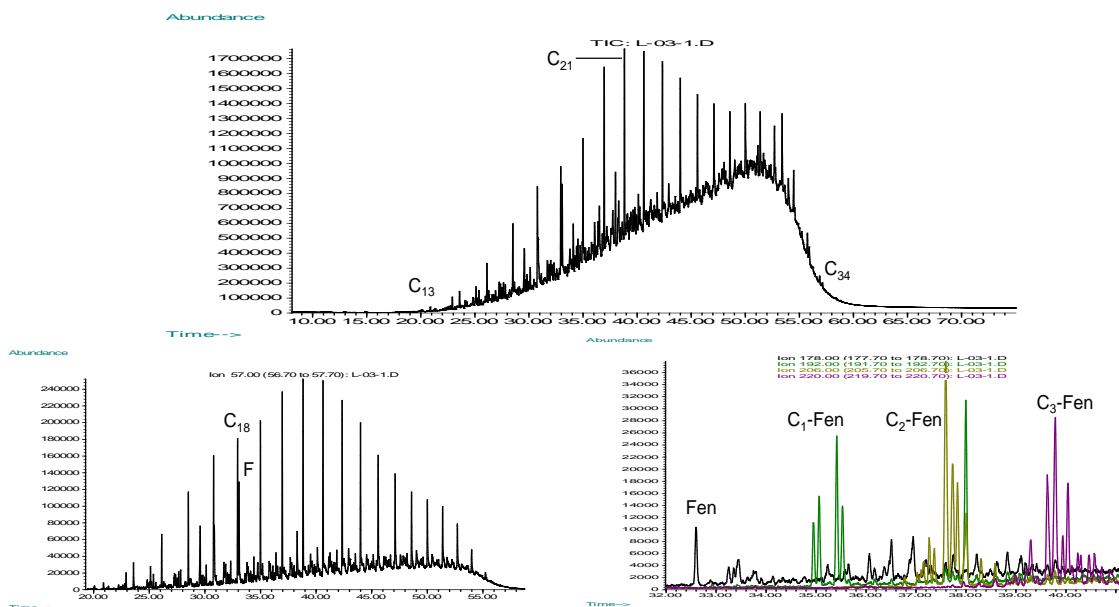 Abundance
TIC: L-03-1.D
C21
1700000
1600000
1500000
1400000
1300000
1200000
1100000
1000000
900000
800000
700000
600000
500000
400000
300000
200000
100000
0
C13
C34
10.00 15.00 20.00 25.00 30.00 35.00 40.00 45.00 50.00 55.00 60.00 65.00 70.00
Time-->
Abundance
Ion 57.00 (56.70 to 57.70): L-03-1.D
240000
220000
200000
180000
160000
140000
120000
100000
80000
60000
40000
20000
0
C18
F
20.00 25.00 30.00 35.00 40.00 45.00 50.00 55.00
Abundance
Ion 178.00 (177.70 to 178.70): L-03-1.D
Ion 192.00 (191.70 to 192.70): L-03-1.D
Ion 206.00 (205.70 to 206.70): L-03-1.D
Ion 220.00 (219.70 to 220.70): L-03-1.D
36000
34000
32000
30000
28000
26000
24000
22000
20000
18000
16000
14000
12000
10000
8000
6000
4000
2000
0
Fen
C1-Fen
C2-Fen
C3-Fen
32.00 33.00 34.00 35.00 36.00 37.00 38.00 39.00 40.00
Time-->